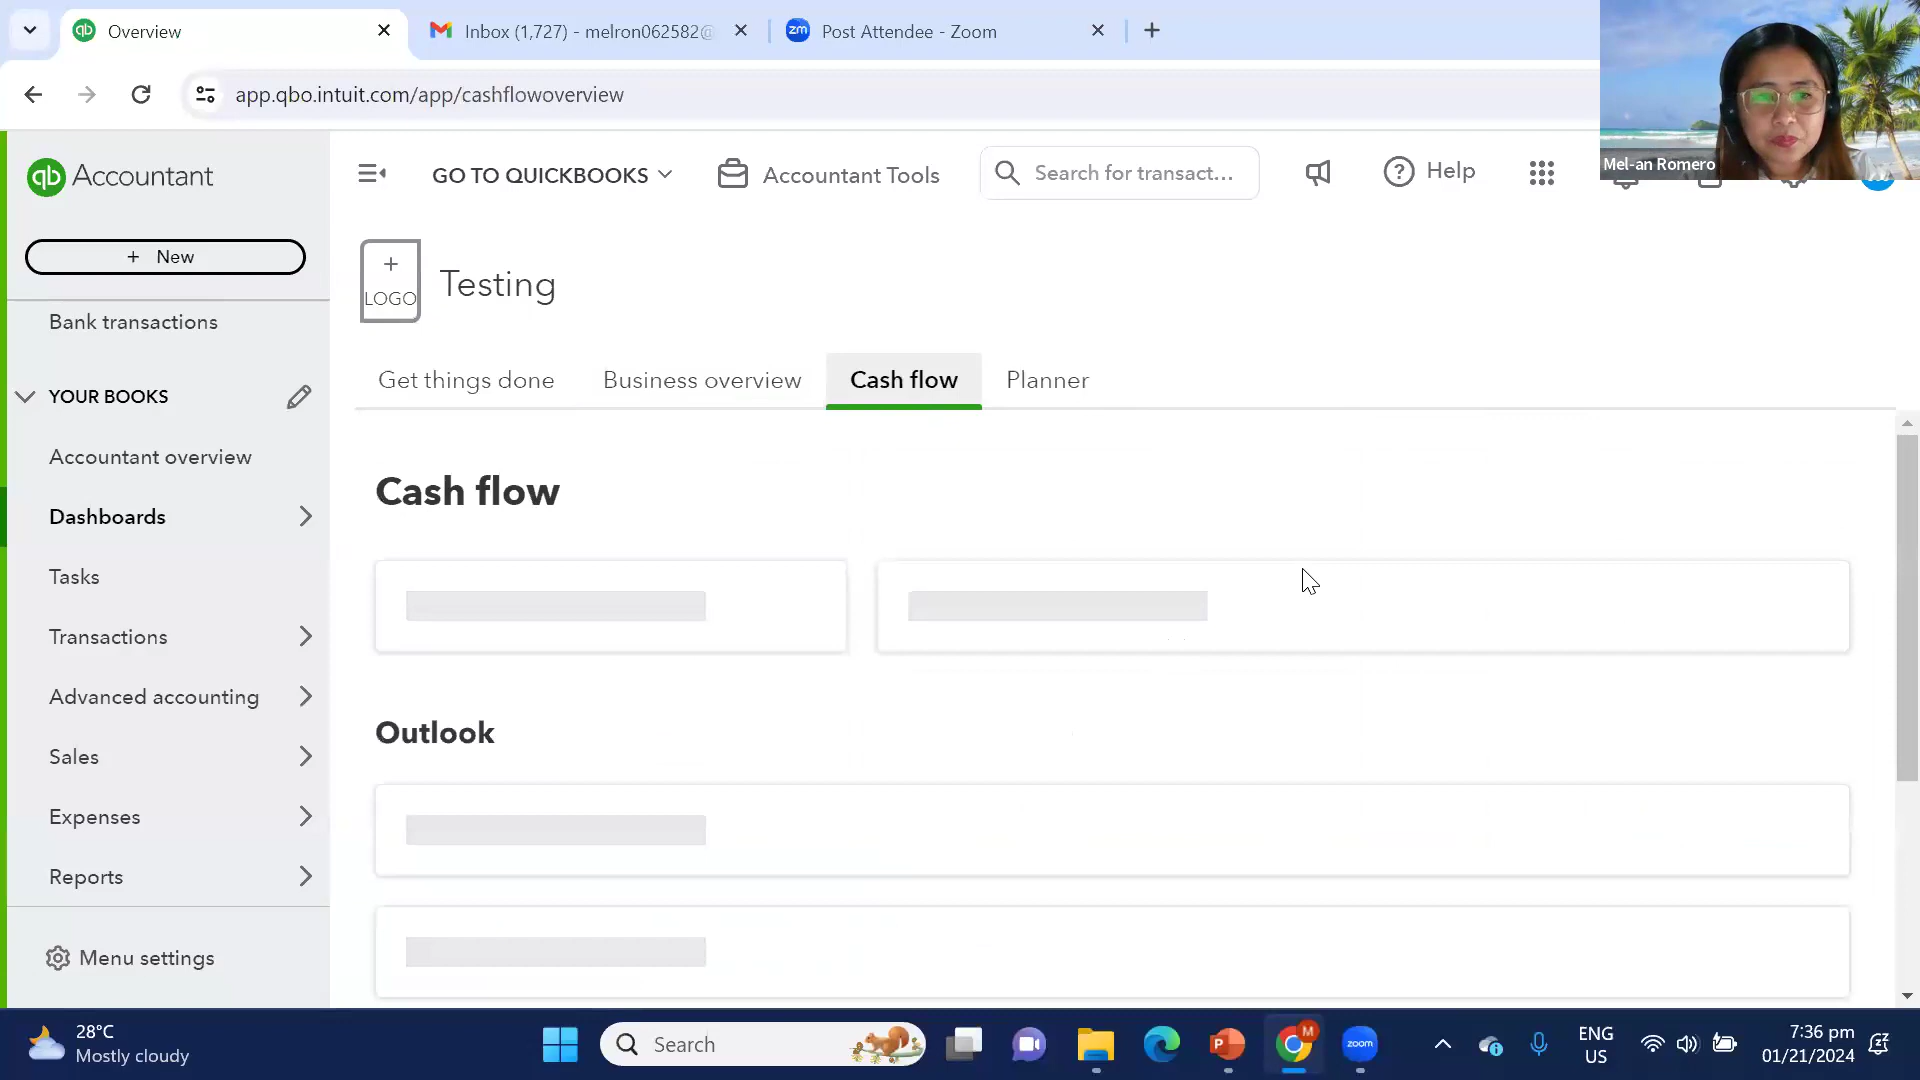 Overview
Inbox (1,727) - melron062582@
zm
Post Attendee - Zoom
app.qbo.intuit.com/app/cashflowoverview
Mel-an Romero
qb Accountant
GO TO QUICKBOOKS
Accountant Tools
Search for transact...
Help
+ New
+
LOGO
Testing
Bank transactions
Get things done
Business overview
Cash flow
Planner
YOUR BOOKS
Accountant overview
Cash flow
Dashboards
Tasks
Transactions
Advanced accounting
Outlook
Sales
Expenses
Reports
Menu settings
28°C
Mostly cloudy
Search
M
P
zoom
ENG
US
7:36 pm
01/21/2024